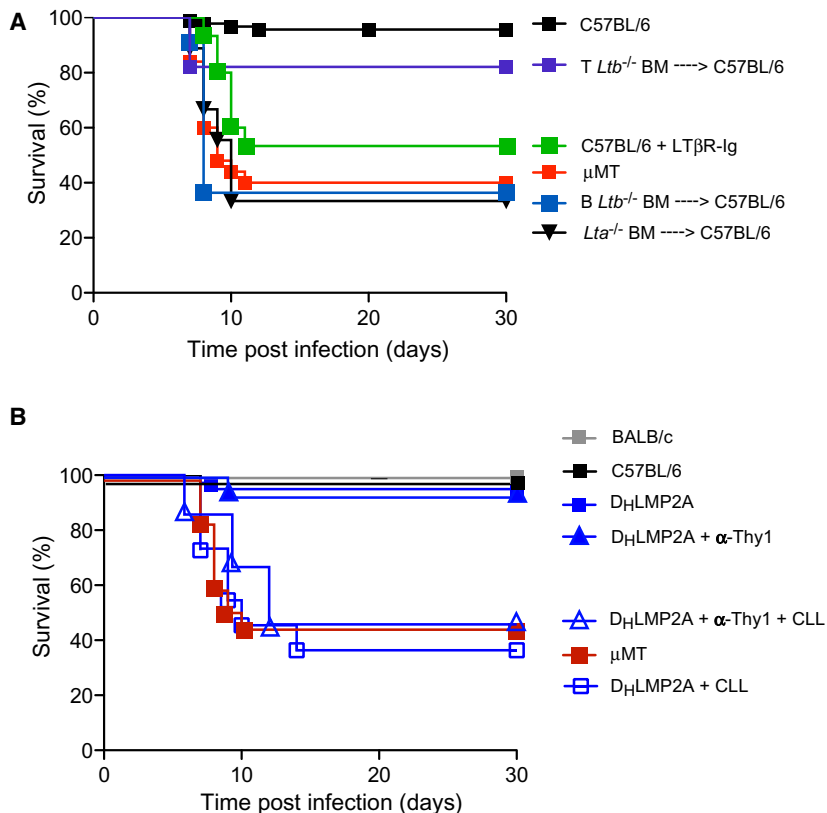 A
Survival (%)
100
80
60
40
20
0
0 10 20 30
Time post infection (days)
C57BL/6
T Ltb-/- BM ----> C57BL/6
C57BL/6 + LTβR-Ig
μMT
B Ltb-/- BM ----> C57BL/6
Lta-/- BM ----> C57BL/6
B
Survival (%)
100
80
60
40
20
0
0 10 20 30
Time post infection (days)
BALB/c
C57BL/6
DHLMP2A
DHLMP2A + α-Thy1
DHLMP2A + α-Thy1 + CLL
μMT
DHLMP2A + CLL